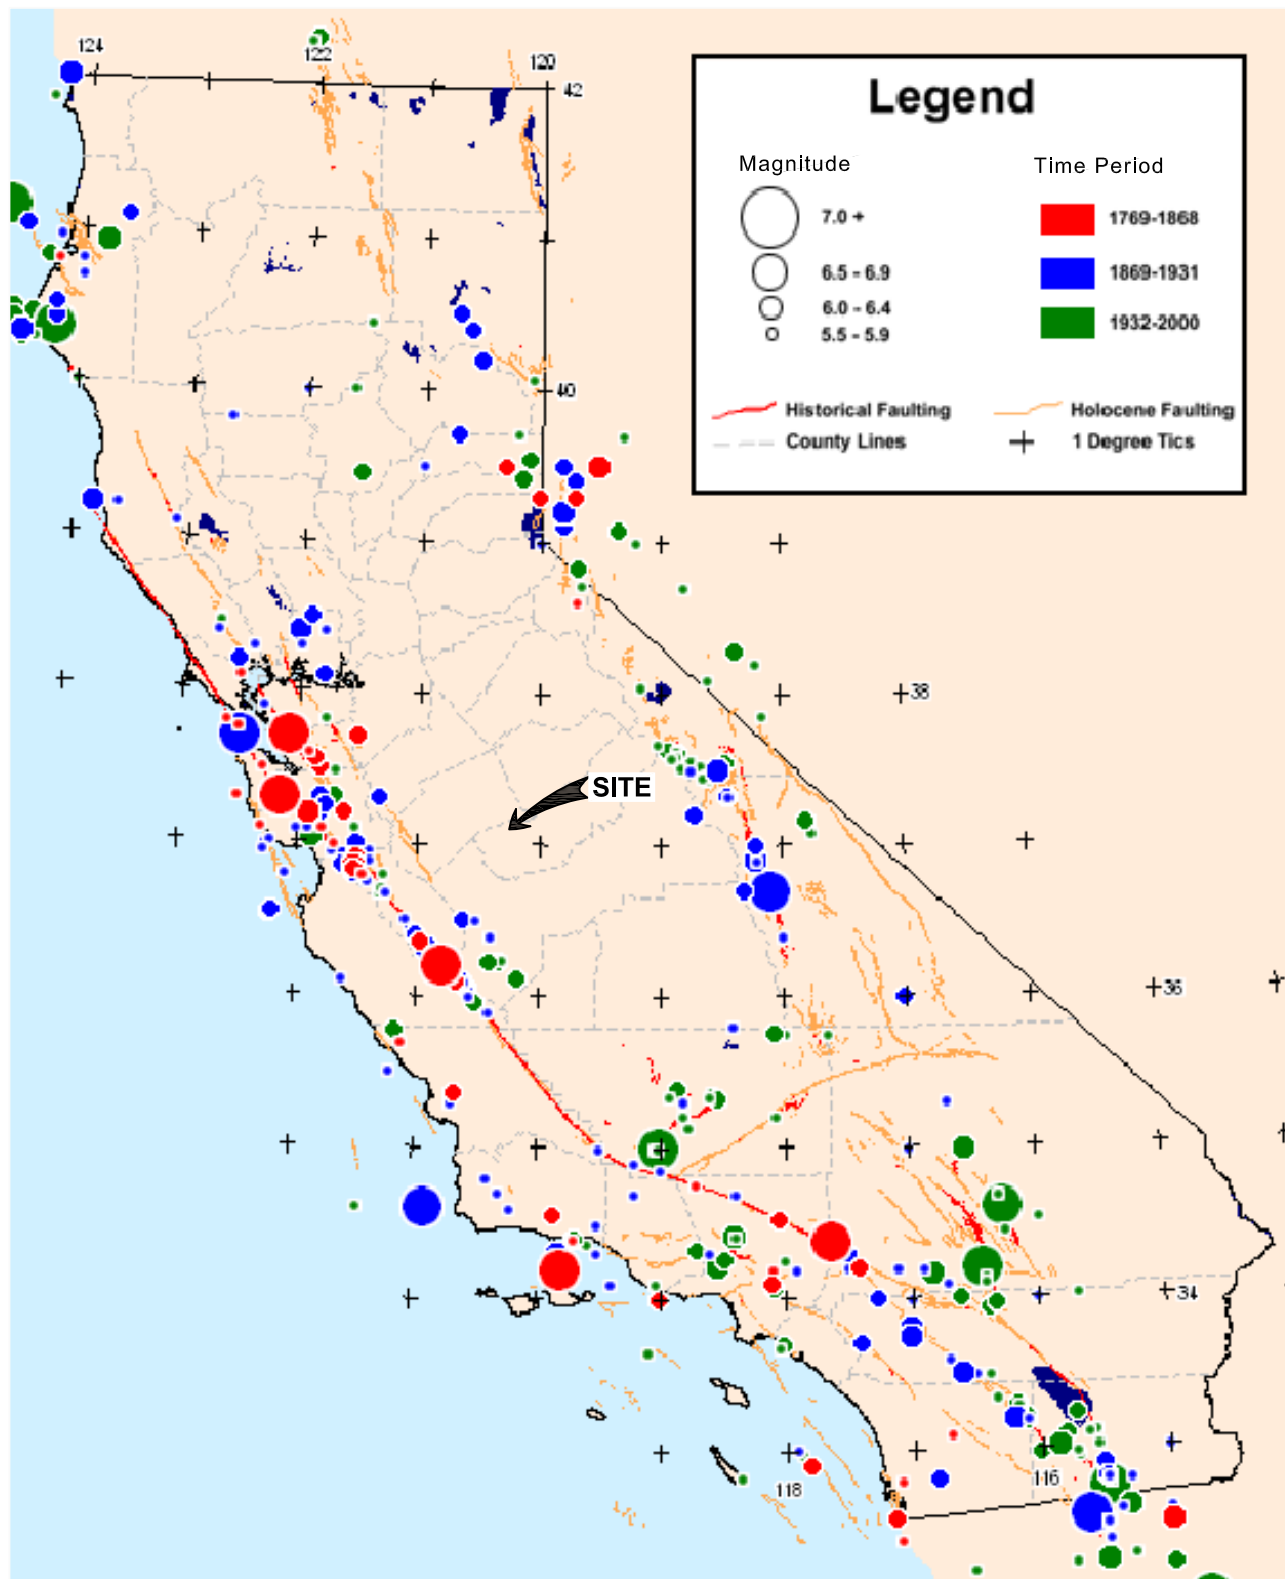 124
122
120
42
Legend
Magnitude
Time Period
7.0 +
1769-1868
6.5 - 6.9
1869-1931
6.0 - 6.4
5.5 - 5.9
1932-2000
Historical Faulting
Holocene Faulting
County Lines
1 Degree Tics
40
38
SITE
36
34
118
116